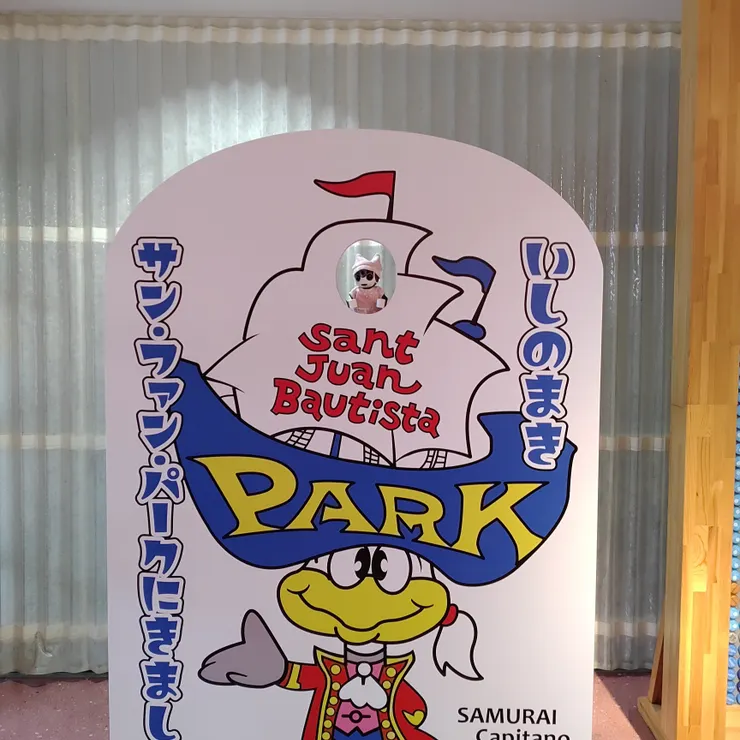 いしのまき
サン・ファン・パークにきまし
Sant
Juan
Bautista
PARK
SAMURAI
Capitano